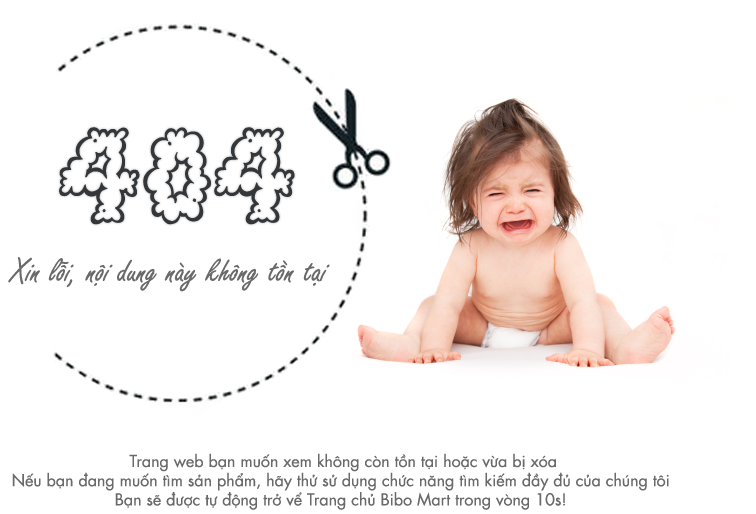 404
Xin lỗi, nội dung này không tồn tại
Trang web bạn muốn xem không còn tồn tại hoặc vừa bị xóa
Nếu bạn đang muốn tìm sản phẩm, hãy thử sử dụng chức năng tìm kiếm đầy đủ của chúng tôi
Bạn sẽ được tự động trở về Trang chủ Bibo Mart trong vòng 10s!